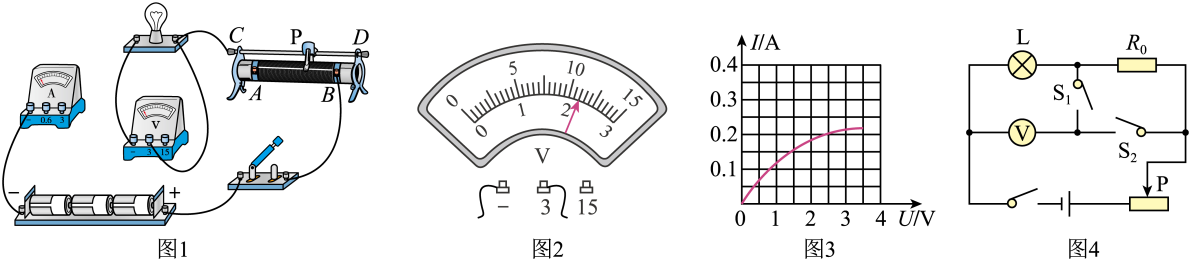 C P D
A B
A
- 0.6 3
V
- 3 15
- +
图1
0 5 10 15
0 1 2 3
V
- 3 15
图2
I/A
0.4
0.3
0.2
0.1
0 1 2 3 4 U/V
图3
L R₀
S₁
V S₂
P
图4